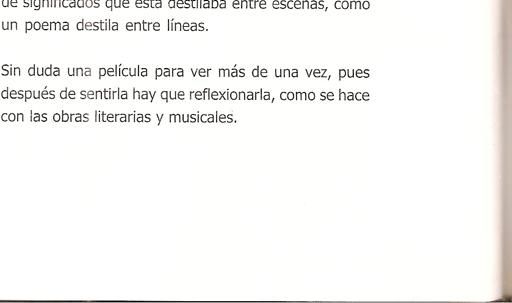 de significados que ésta destilaba entre escenas, como
un poema destila entre líneas.
Sin duda una película para ver más de una vez, pues
después de sentirla hay que reflexionarla, como se hace
con las obras literarias y musicales.